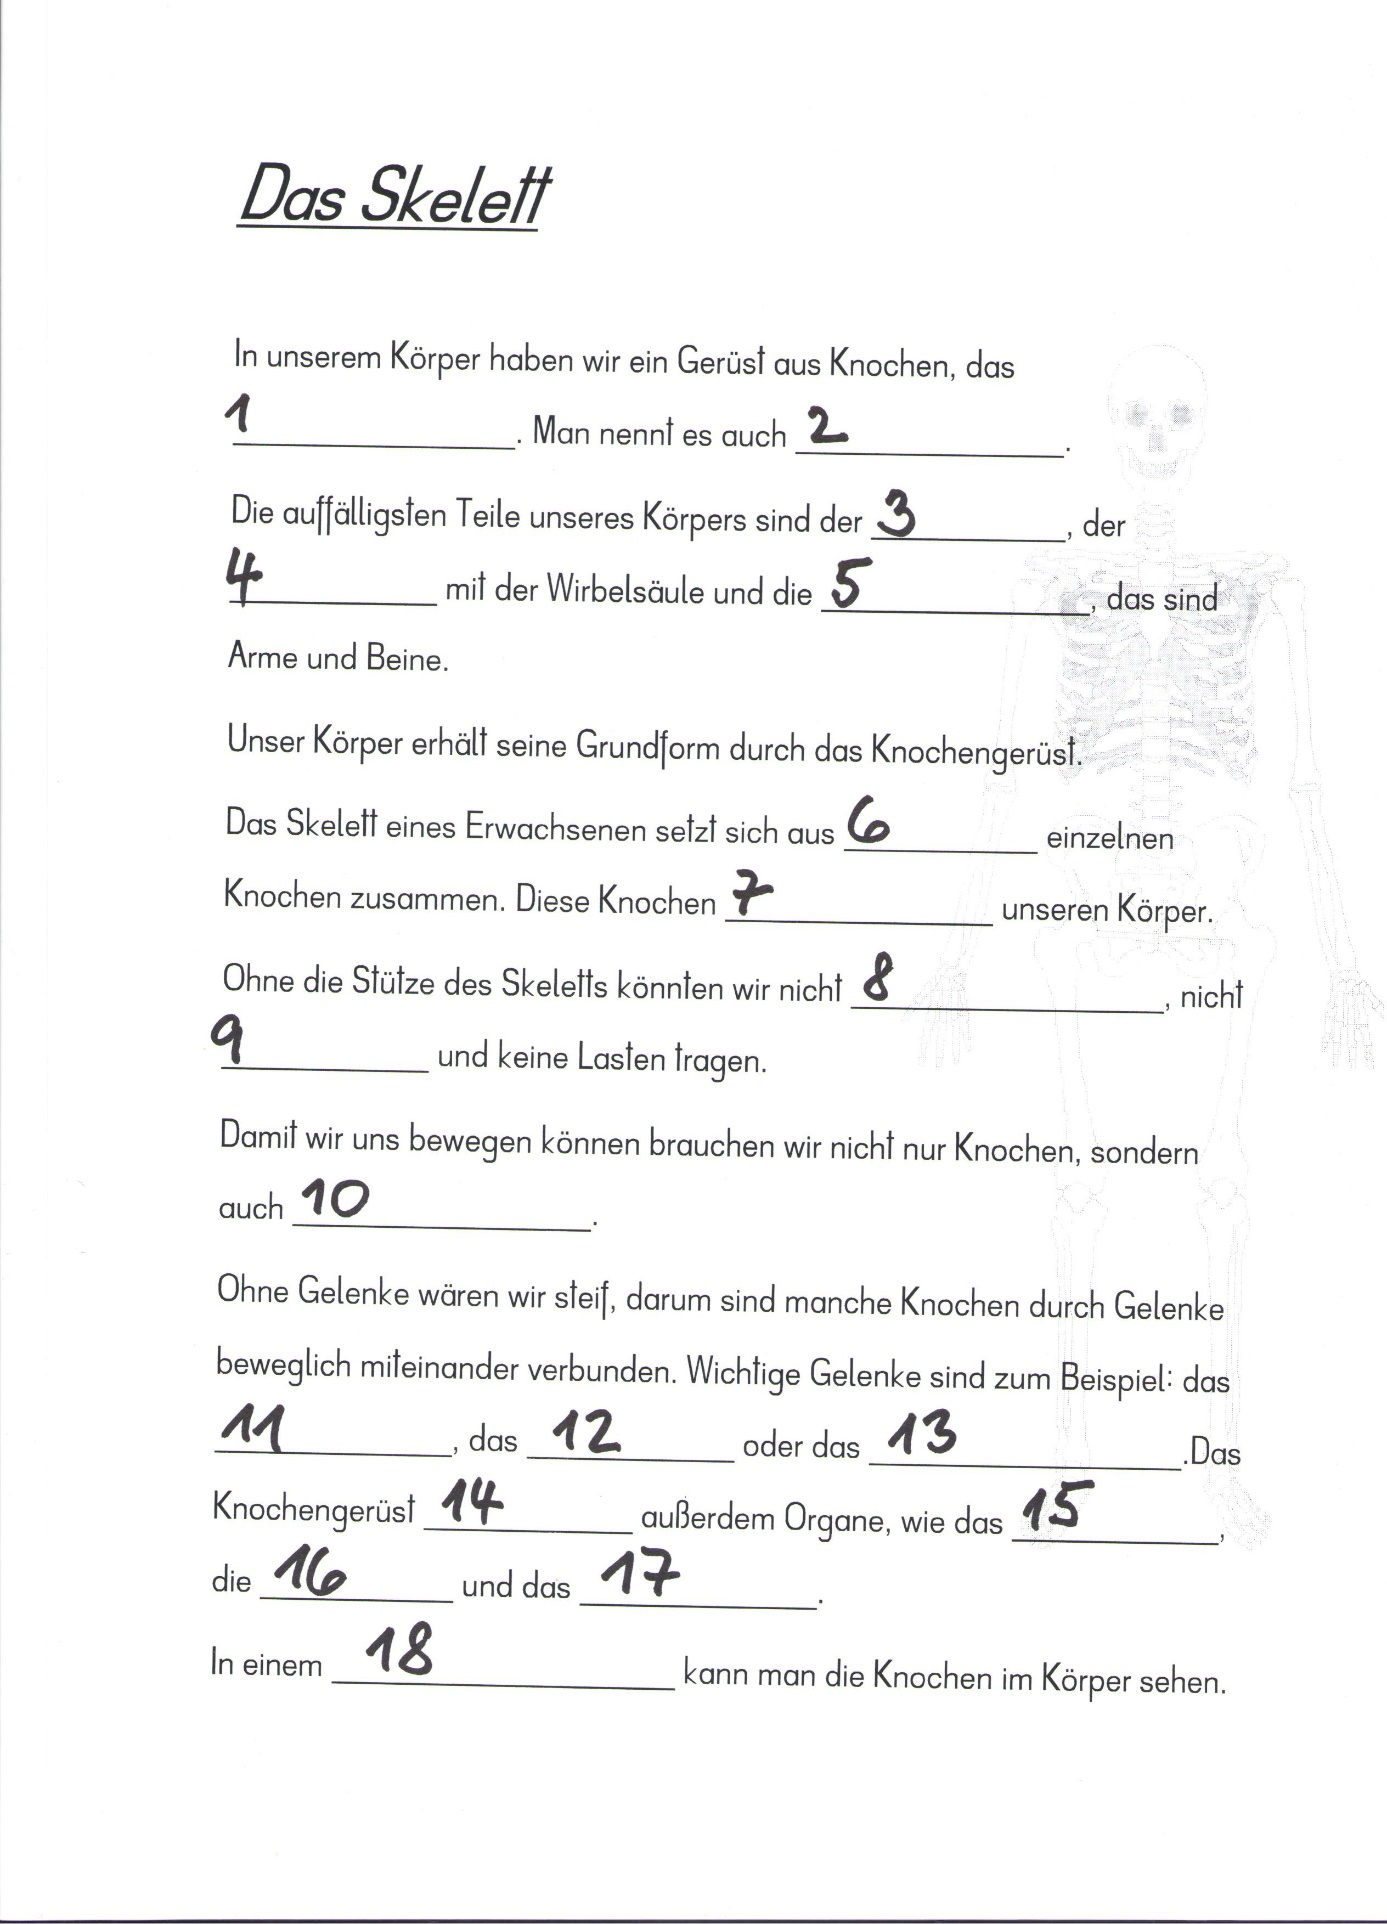 Das Skelett
In unserem Körper haben wir ein Gerüst aus Knochen, das
1. Man nennt es auch 2.
Die auffälligsten Teile unseres Körpers sind der 3, der
4 mit der Wirbelsäule und die 5, das sind
Arme und Beine.
Unser Körper erhält seine Grundform durch das Knochengerüst.
Das Skelett eines Erwachsenen setzt sich aus 6 einzelnen
Knochen zusammen. Diese Knochen 7 unseren Körper.
Ohne die Stütze des Skeletts könnten wir nicht 8, nicht
9 und keine Lasten tragen.
Damit wir uns bewegen können brauchen wir nicht nur Knochen, sondern
auch 10.
Ohne Gelenke wären wir steif, darum sind manche Knochen durch Gelenke
beweglich miteinander verbunden. Wichtige Gelenke sind zum Beispiel: das
11, das 12 oder das 13.Das
Knochengerüst 14 außerdem Organe, wie das 15,
die 16 und das 17.
In einem 18 kann man die Knochen im Körper sehen.